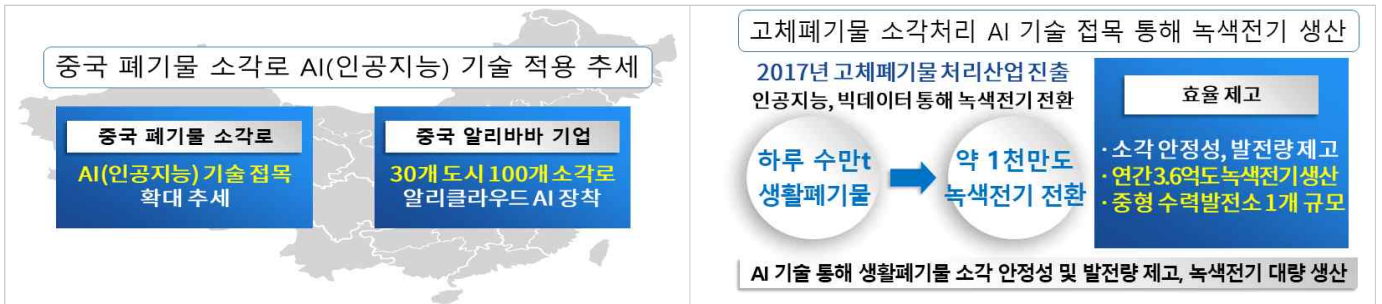 중국 폐기물 소각로 AI(인공지능) 기술 적용 추세
중국 폐기물 소각로
AI(인공지능) 기술 접목
확대 추세
중국 알리바바 기업
30개 도시 100개 소각로
알리클라우드 AI 장착
고체폐기물 소각처리 AI 기술 접목 통해 녹색전기 생산
2017년 고체폐기물 처리산업 진출
인공지능, 빅데이터 통해 녹색전기 전환
하루 수만t
생활폐기물
약 1천만도
녹색전기 전환
효율 제고
· 소각 안정성, 발전량 제고
· 연간 3.6억도 녹색전기 생산
· 중형 수력발전소 1개 규모
AI 기술 통해 생활폐기물 소각 안정성 및 발전량 제고, 녹색전기 대량 생산